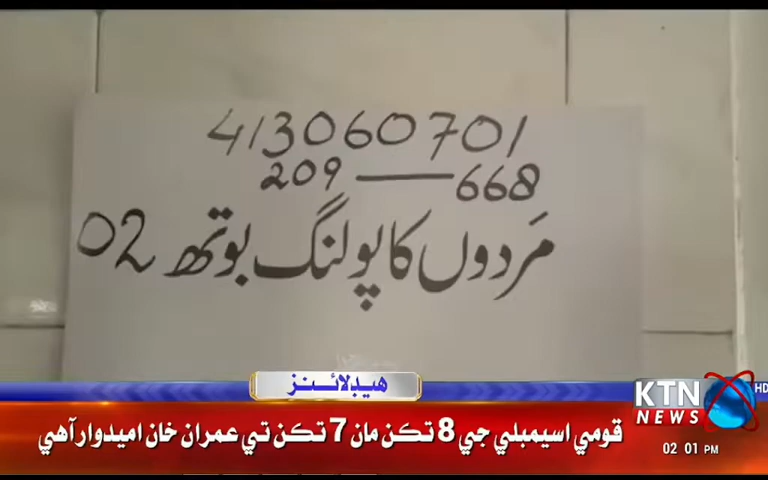 413060701
209 — 668
مَردوں کا پولنگ بوتھ 02
هيڊلائنز
KTN
HD
NEWS
قومي اسيمبلي جي 8 تڪن مان 7 تڪن تي عمران خان اميدوار آهي
02 01 PM